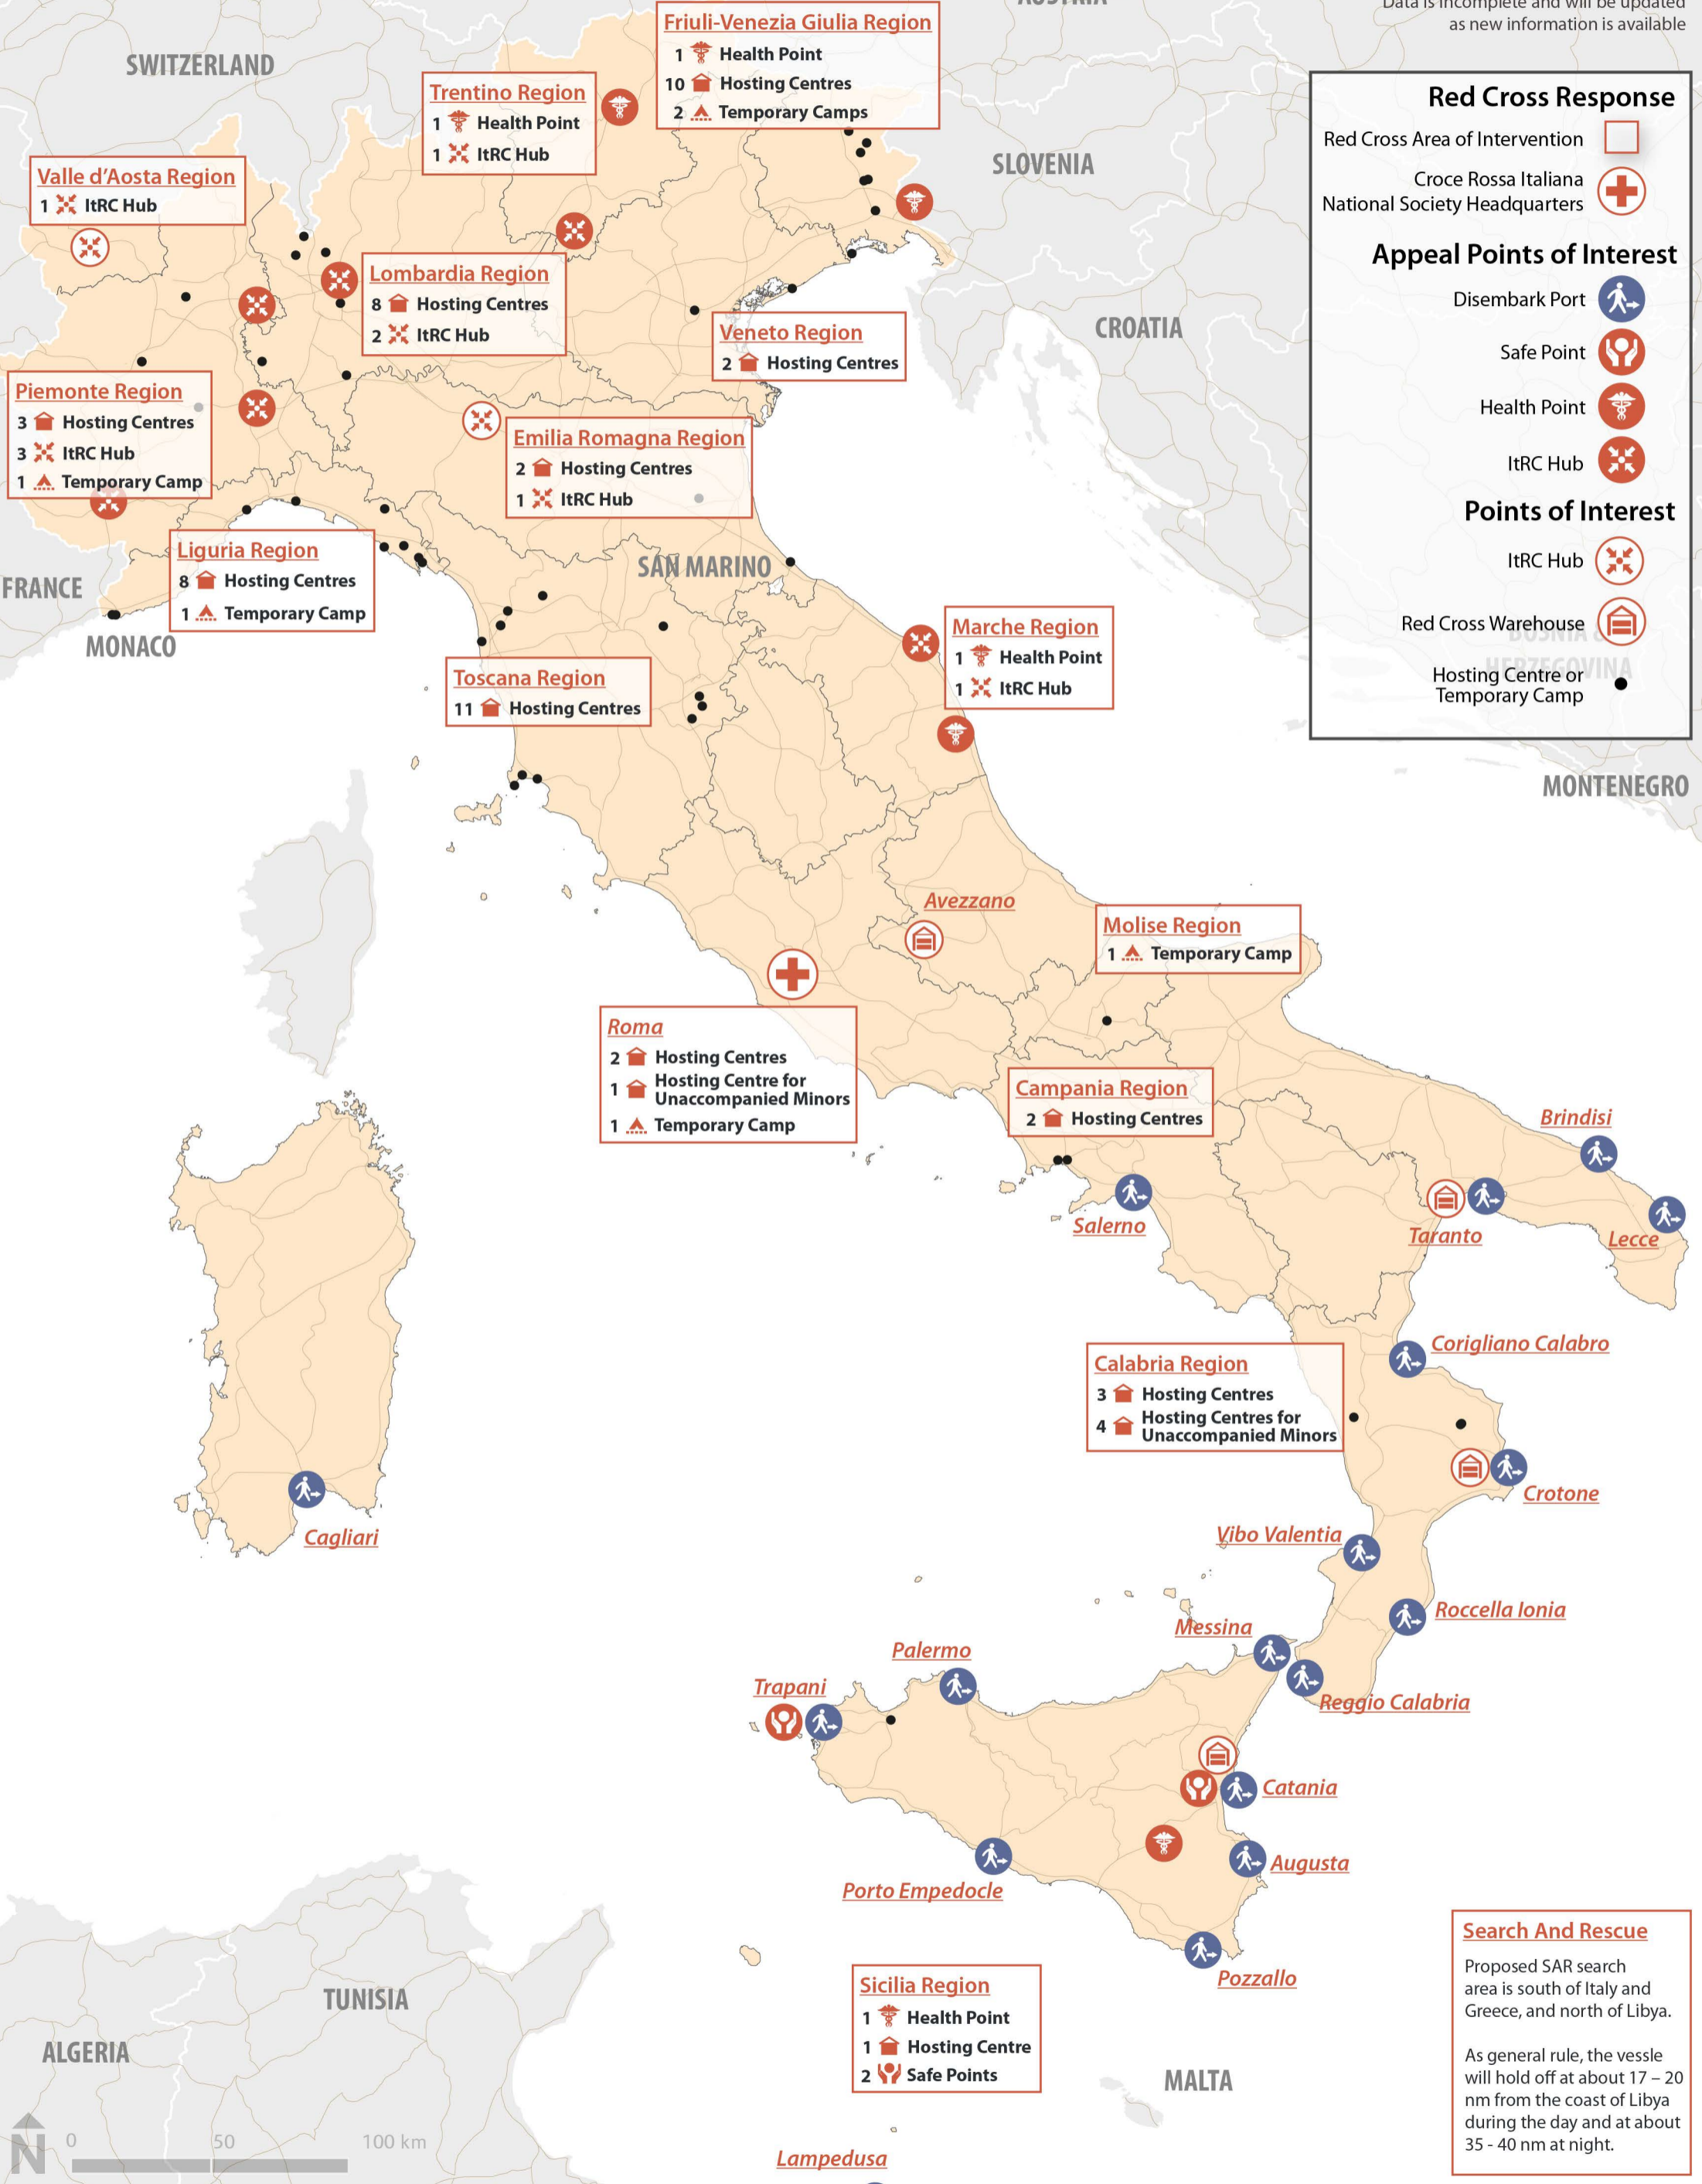 AUSTRIA
Data is incomplete and will be updated
as new information is available
SWITZERLAND
Friuli-Venezia Giulia Region
1 Health Point
10 Hosting Centres
2 Temporary Camps
Trentino Region
1 Health Point
1 ItRC Hub
SLOVENIA
Valle d'Aosta Region
1 ItRC Hub
Lombardia Region
8 Hosting Centres
2 ItRC Hub
Veneto Region
2 Hosting Centres
CROATIA
Piemonte Region
3 Hosting Centres
3 ItRC Hub
1 Temporary Camp
Emilia Romagna Region
2 Hosting Centres
1 ItRC Hub
Liguria Region
8 Hosting Centres
1 Temporary Camp
SAN MARINO
FRANCE
MONACO
Marche Region
1 Health Point
1 ItRC Hub
Toscana Region
11 Hosting Centres
Red Cross Response
Red Cross Area of Intervention
Croce Rossa Italiana
National Society Headquarters
Appeal Points of Interest
Disembark Port
Safe Point
Health Point
ItRC Hub
Points of Interest
ItRC Hub
Red Cross Warehouse
BOSNIA &
HERZEGOVINA
Hosting Centre or
Temporary Camp
MONTENEGRO
Avezzano
Molise Region
1 Temporary Camp
Roma
2 Hosting Centres
1 Hosting Centre for
Unaccompanied Minors
1 Temporary Camp
Campania Region
2 Hosting Centres
Brindisi
Salerno
Taranto
Lecce
Corigliano Calabro
Calabria Region
3 Hosting Centres
4 Hosting Centres for
Unaccompanied Minors
Crotone
Cagliari
Vibo Valentia
Roccella Ionia
Messina
Palermo
Trapani
Reggio Calabria
Catania
Augusta
Porto Empedocle
Pozzallo
Sicilia Region
1 Health Point
1 Hosting Centre
2 Safe Points
Search And Rescue
Proposed SAR search
area is south of Italy and
Greece, and north of Libya.
As general rule, the vessle
will hold off at about 17 – 20
nm from the coast of Libya
during the day and at about
35 - 40 nm at night.
TUNISIA
ALGERIA
MALTA
N
0 50 100 km
Lampedusa